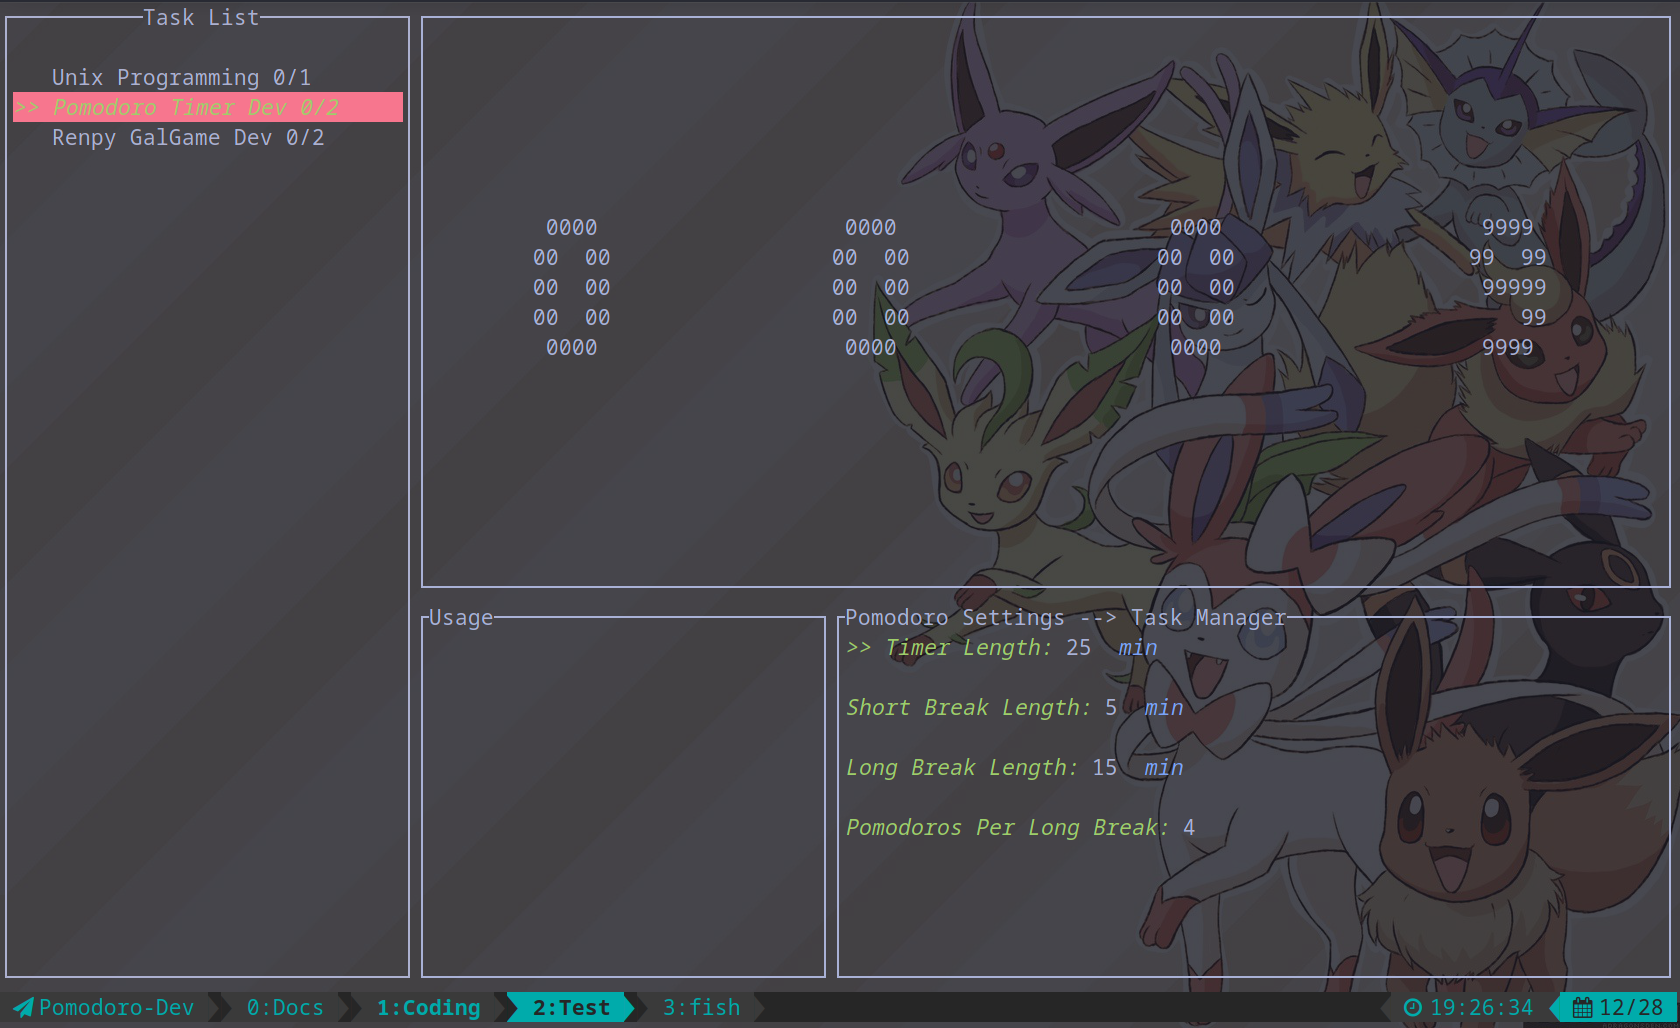 Task List
Unix Programming 0/1
>> Pomodoro Timer Dev 0/2
Renpy GalGame Dev 0/2
0000 0000 0000 9999
00 00 00 00 00 00 99 99
00 00 00 00 00 00 99999
00 00 00 00 00 00 99
0000 0000 0000 9999
Usage
Pomodoro Settings --> Task Manager
>> Timer Length: 25 min
Short Break Length: 5 min
Long Break Length: 15 min
Pomodoros Per Long Break: 4
Pomodoro-Dev 0:Docs 1:Coding 2:Test 3:fish 19:26:34 12/28